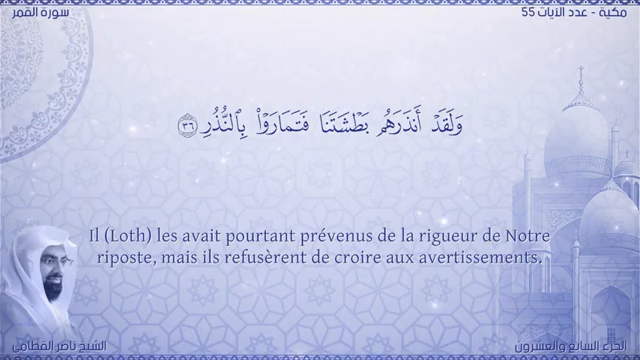 مكية - عدد الآيات 55
سورة القمر
وَلَقَدْ أَنذَرَهُم بَطْشَتَنَا فَتَمَارَوْا۟ بِٱلنُّذُرِ ٣٦
Il (Loth) les avait pourtant prévenus de la rigueur de Notre
riposte, mais ils refusèrent de croire aux avertissements.
الجزء السابع والعشرون
الشيخ ناصر القطامي